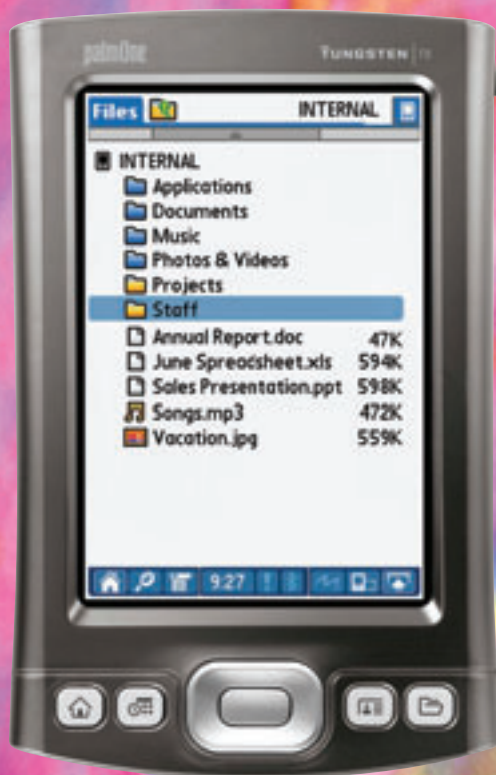 palmOne TUNGSTEN T5
Files INTERNAL
INTERNAL
Applications
Documents
Music
Photos & Videos
Projects
Staff
Annual Report.doc 47K
June Spreadsheet.xls 594K
Sales Presentation.ppt 598K
Songs.mp3 472K
Vacation.jpg 559K
9:27